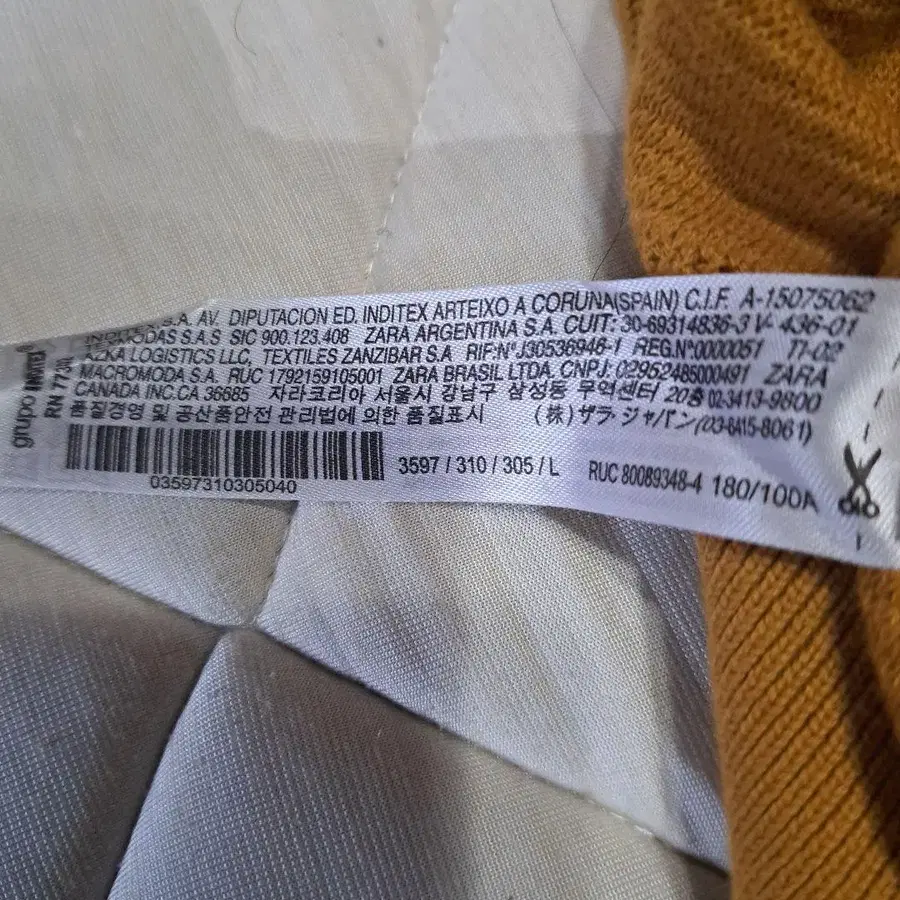 grupo INDITEX
RN 77302
INDITEX, S.A. AV. DIPUTACION ED. INDITEX ARTEIXO A CORUNA(SPAIN) C.I.F. A-15075062
INCOMODAS S.A.S SIC 900.123.408 ZARA ARGENTINA S.A. CUIT: 30-69314836-3 V- 436-01
AZKA LOGISTICS LLC, TEXTILES ZANZIBAR S.A RIF:N°J30536946-1 REG.N°0000051 TI-02
MACROMODA S.A. RUC 1792159105001 ZARA BRASIL LTDA. CNPJ.: 02952485000491 ZARA
CANADA INC.CA 36685 자라코리아 서울시 강남구 삼성동 무역센터 20층 02-3413-9800
품질경영 및 공산품안전 관리법에 의한 품질표시 (株) ザラ・ジャパン (03-6415-8061)
3597 / 310 / 305 / L RUC 80089348-4 180/100A
03597310305040